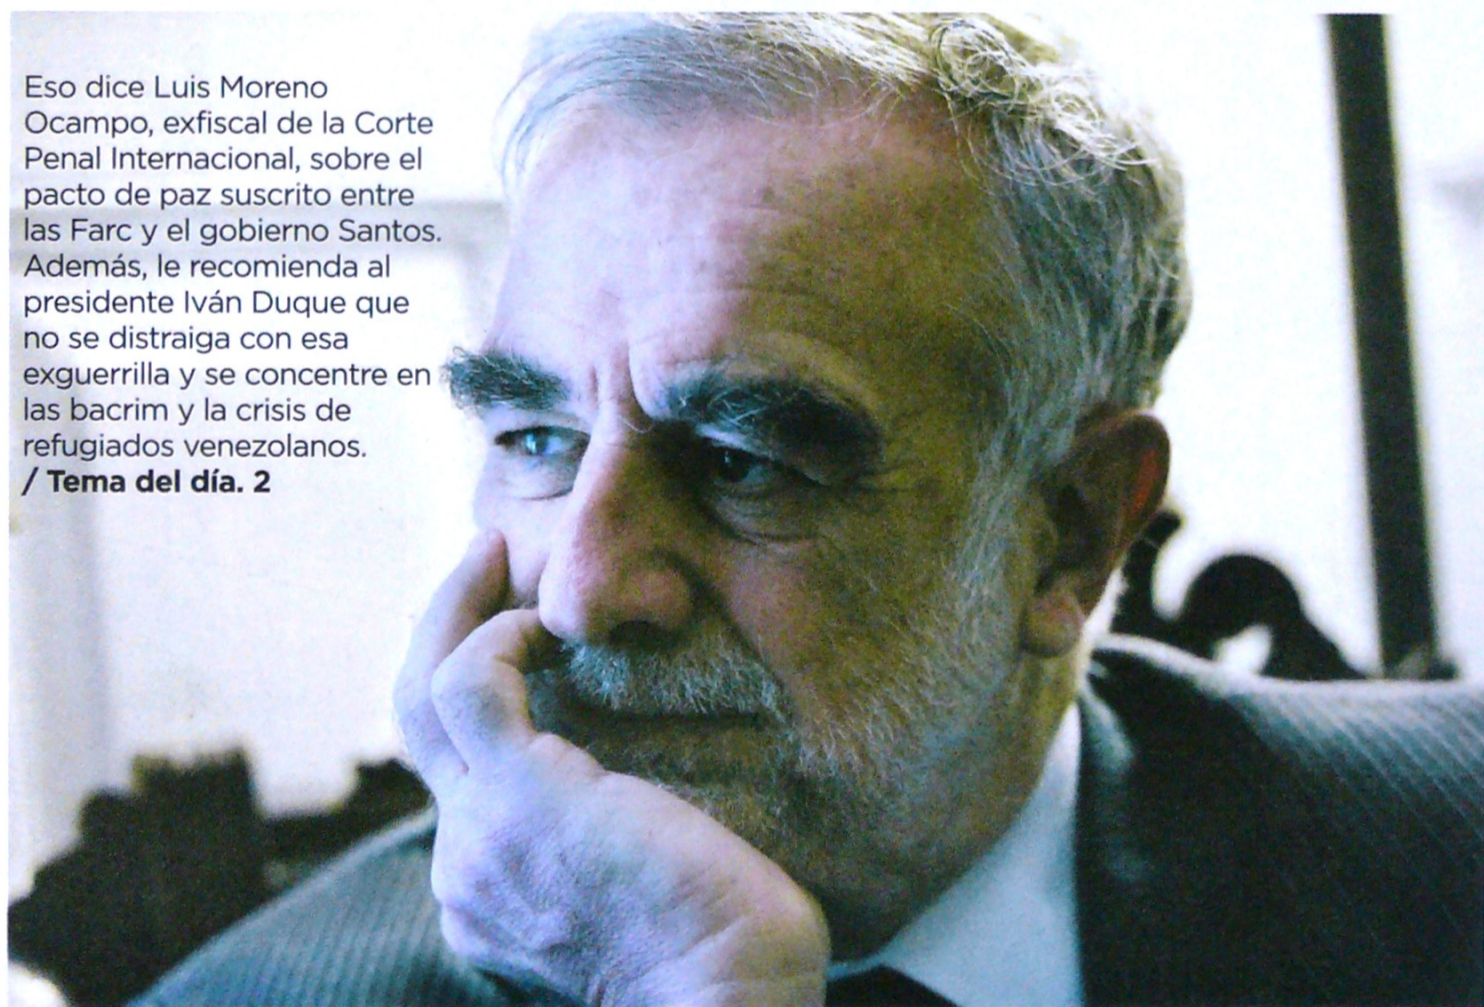 Eso dice Luis Moreno
Ocampo, exfiscal de la Corte
Penal Internacional, sobre el
pacto de paz suscrito entre
las Farc y el gobierno Santos.
Además, le recomienda al
presidente Iván Duque que
no se distraiga con esa
exguerrilla y se concentre en
las bacrim y la crisis de
refugiados venezolanos.
/ Tema del día. 2